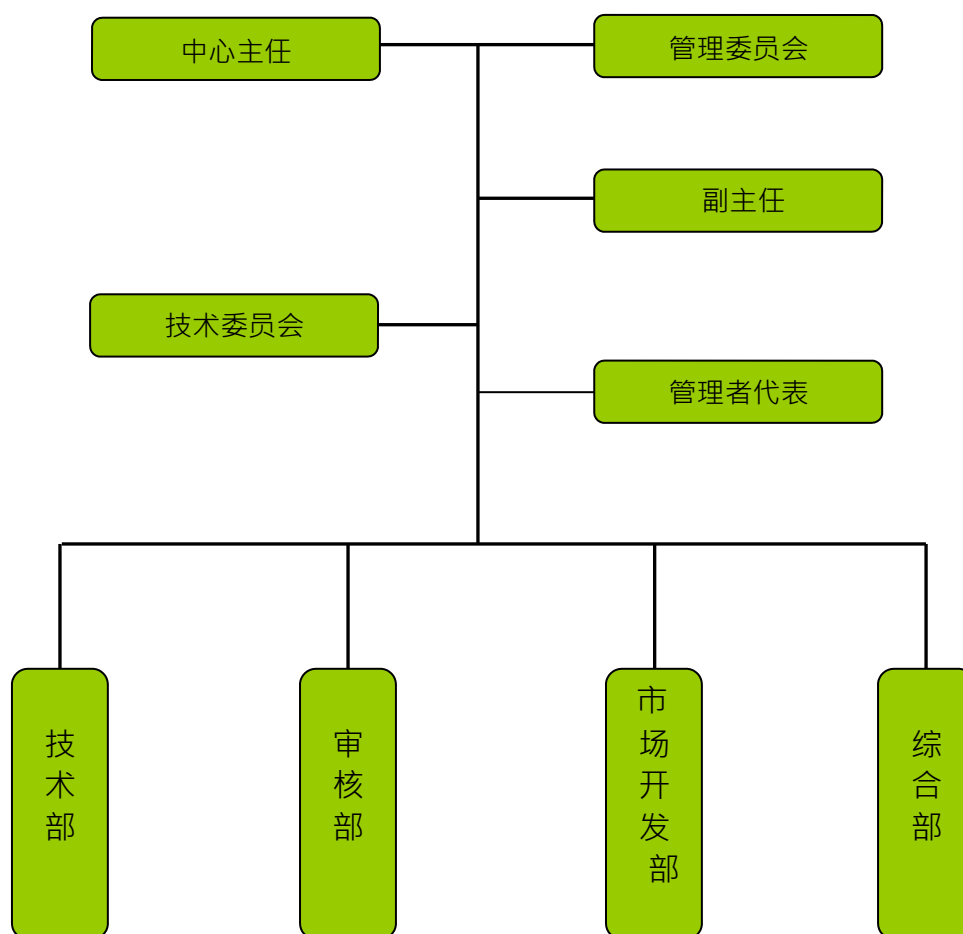 中心主任
管理委员会
副主任
技术委员会
管理者代表
技术部
审核部
市场开发部
综合部